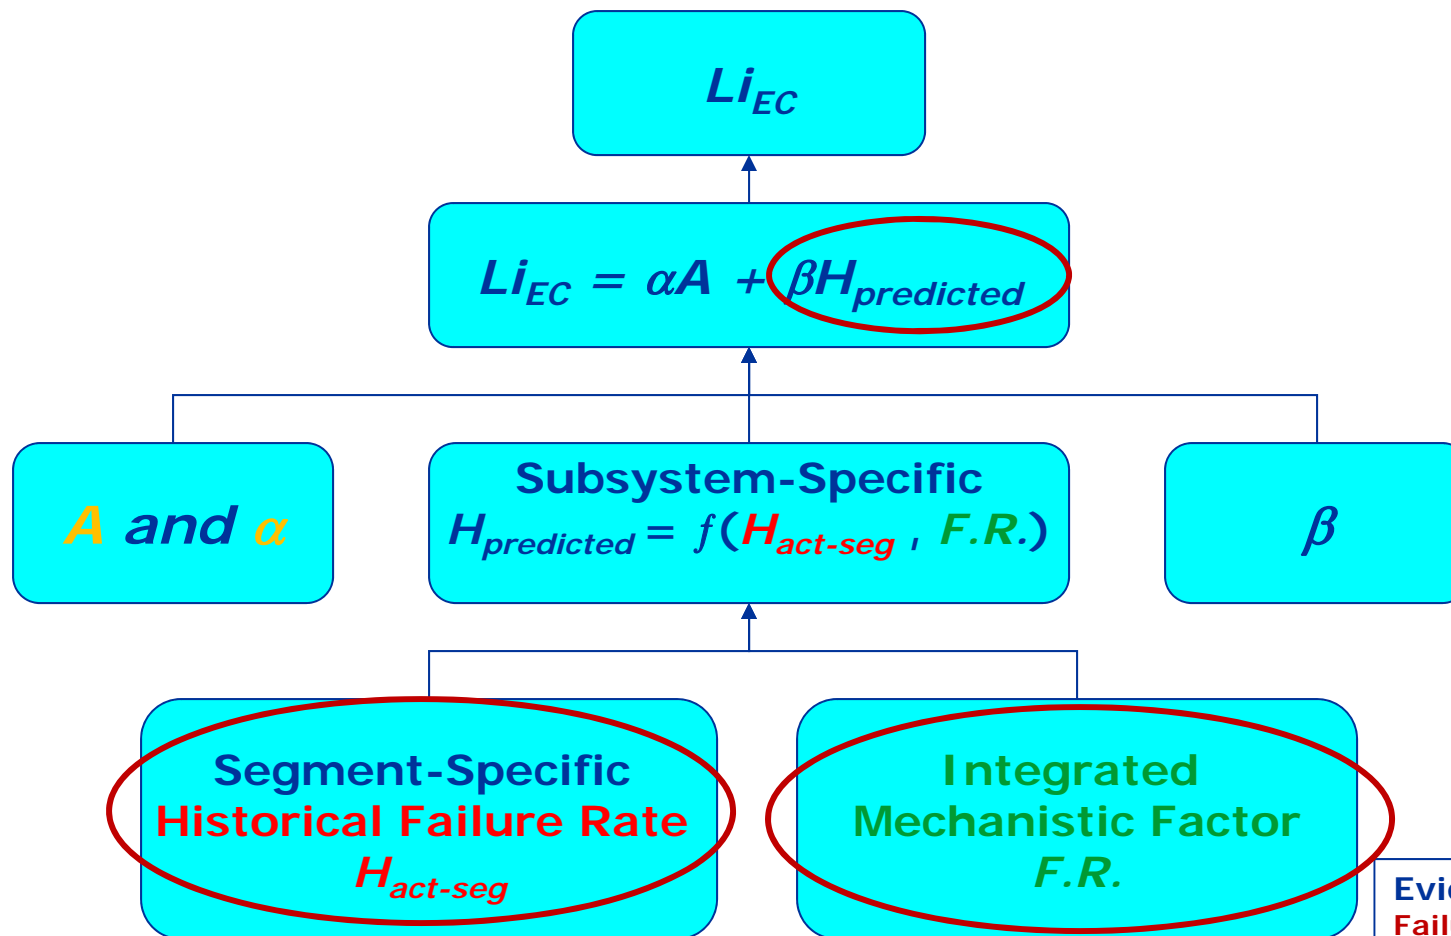 Li_EC
Li_EC = αA + βH_predicted
A and α
Subsystem-Specific
H_predicted = f(H_act-seg , F.R.)
β
Segment-Specific
Historical Failure Rate
H_act-seg
Integrated
Mechanistic Factor
F.R.